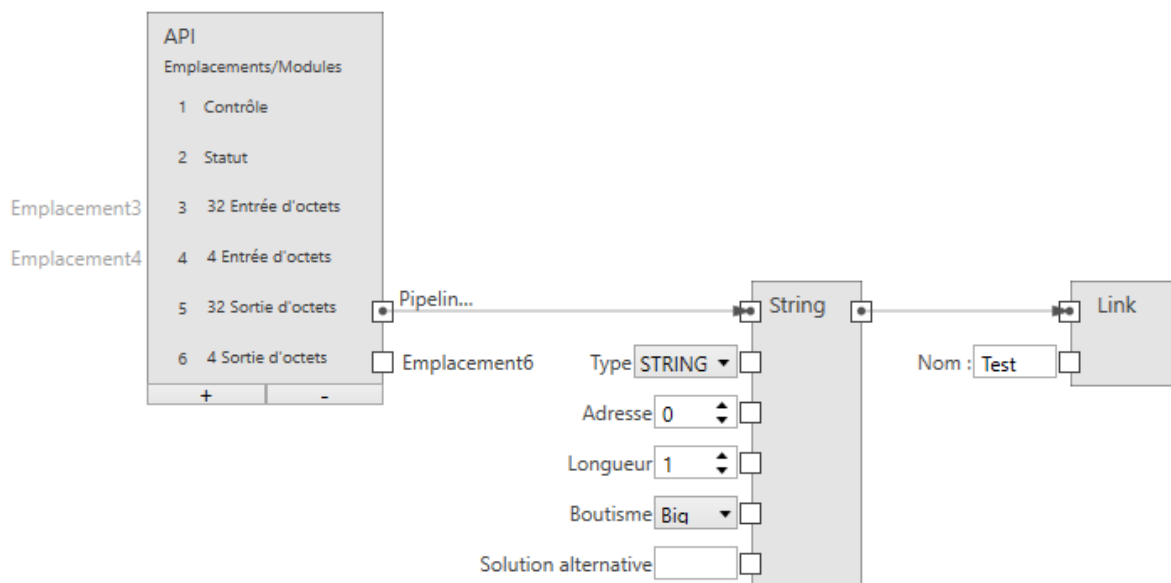 API
Emplacements/Modules
1 Contrôle
2 Statut
Emplacement3 3 32 Entrée d'octets
Emplacement4 4 4 Entrée d'octets
5 32 Sortie d'octets Pipelin... String Link
6 4 Sortie d'octets Emplacement6 Type STRING Nom : Test
+ -
Adresse 0
Longueur 1
Boutisme Big
Solution alternative